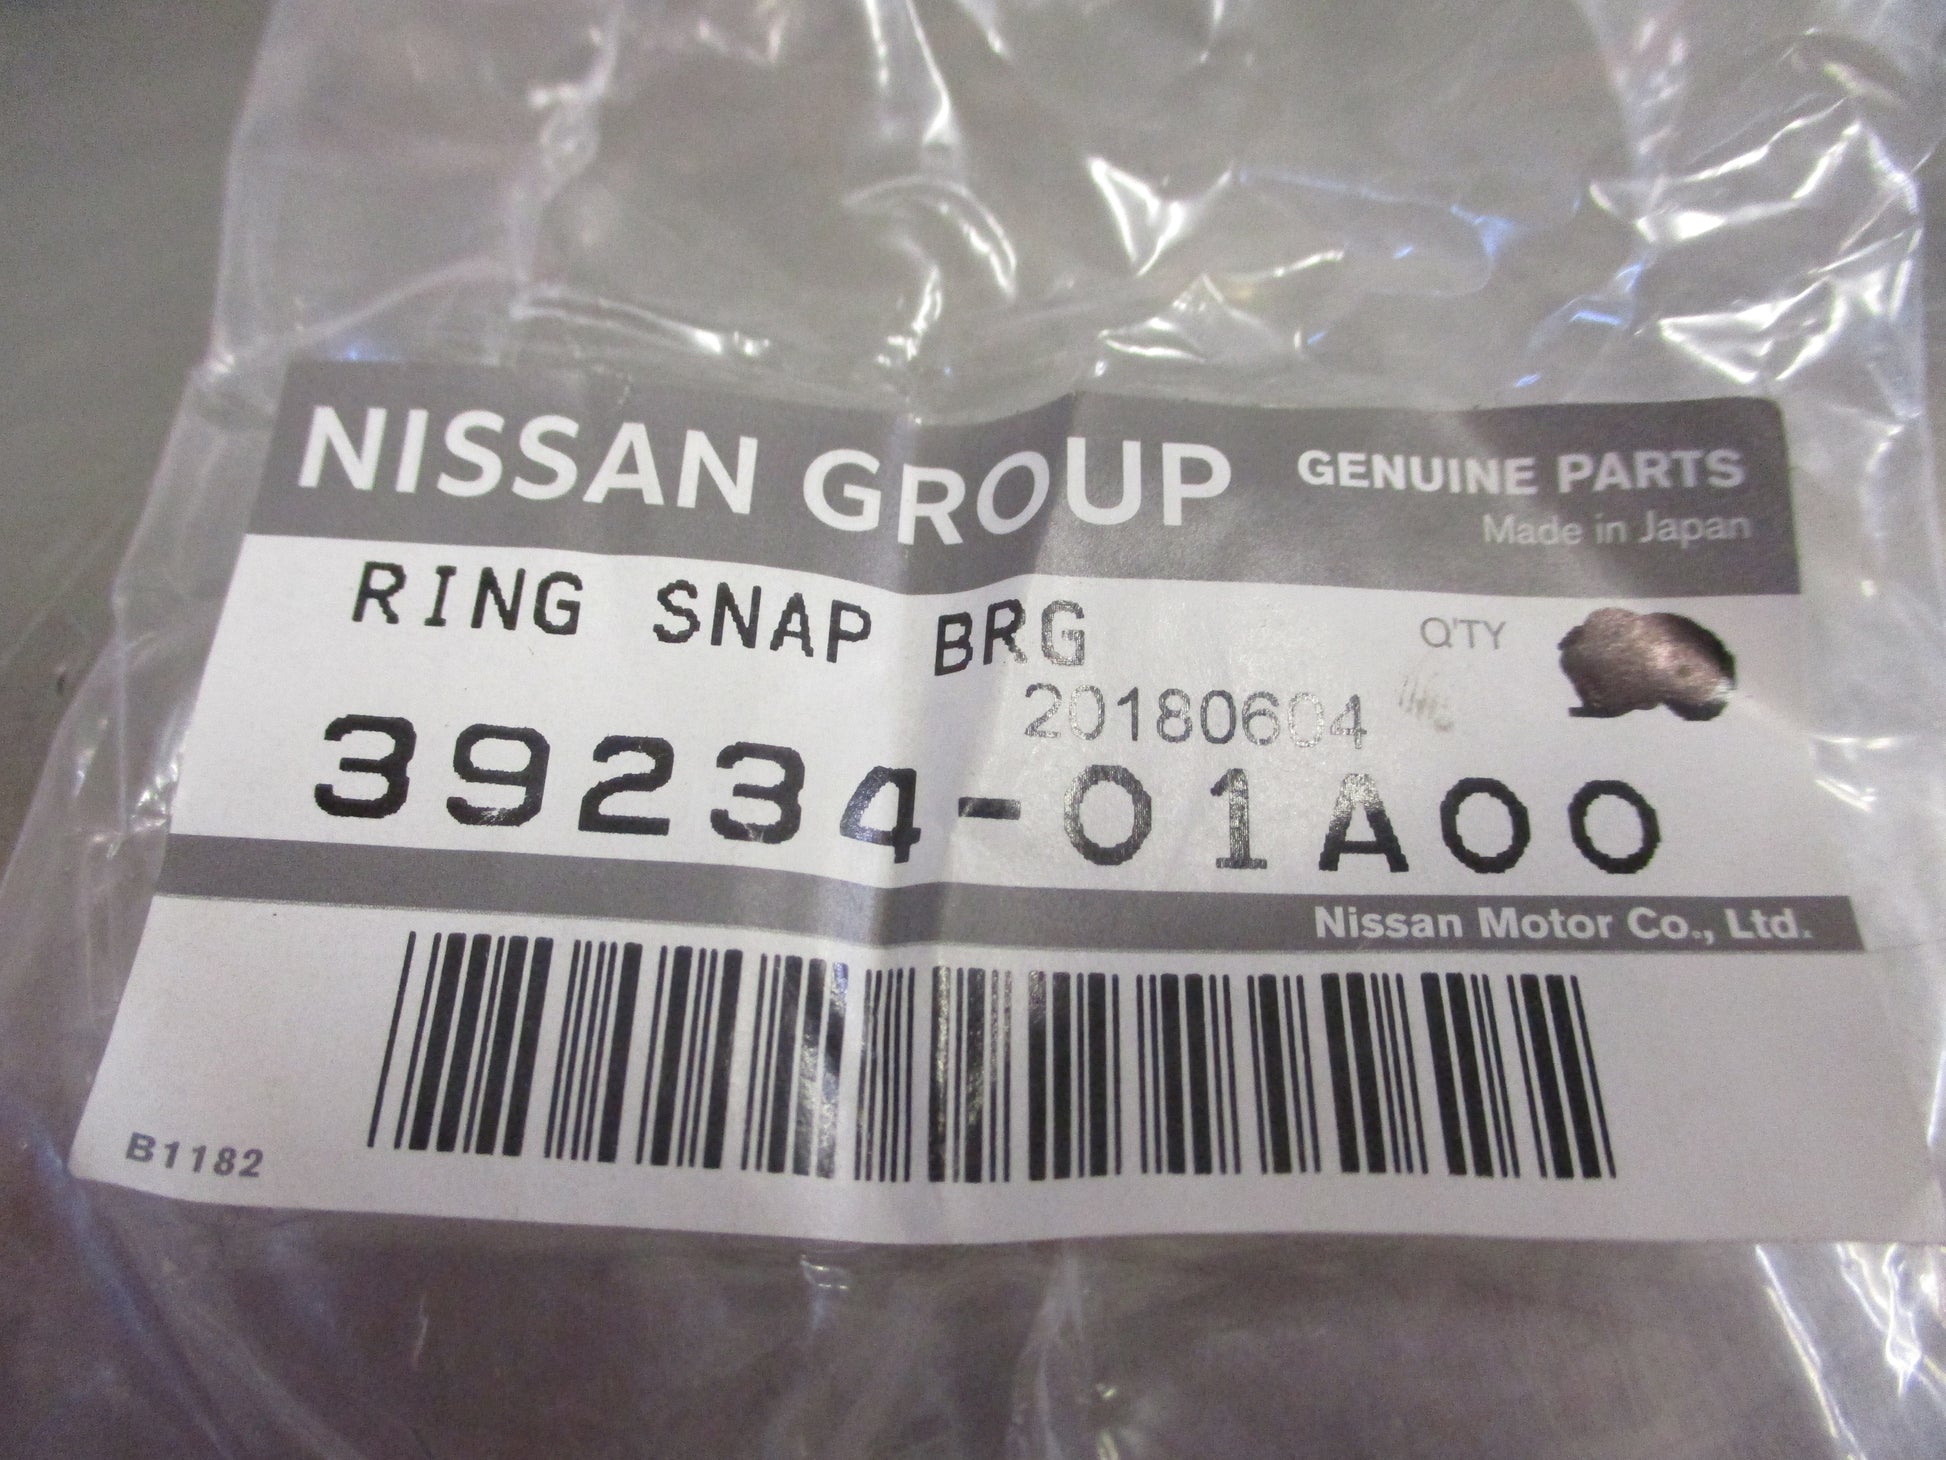 NISSAN GROUP GENUINE PARTS
Made in Japan
RING SNAP BRG Q'TY
20180604
39234-01A00
Nissan Motor Co., Ltd.
B1182